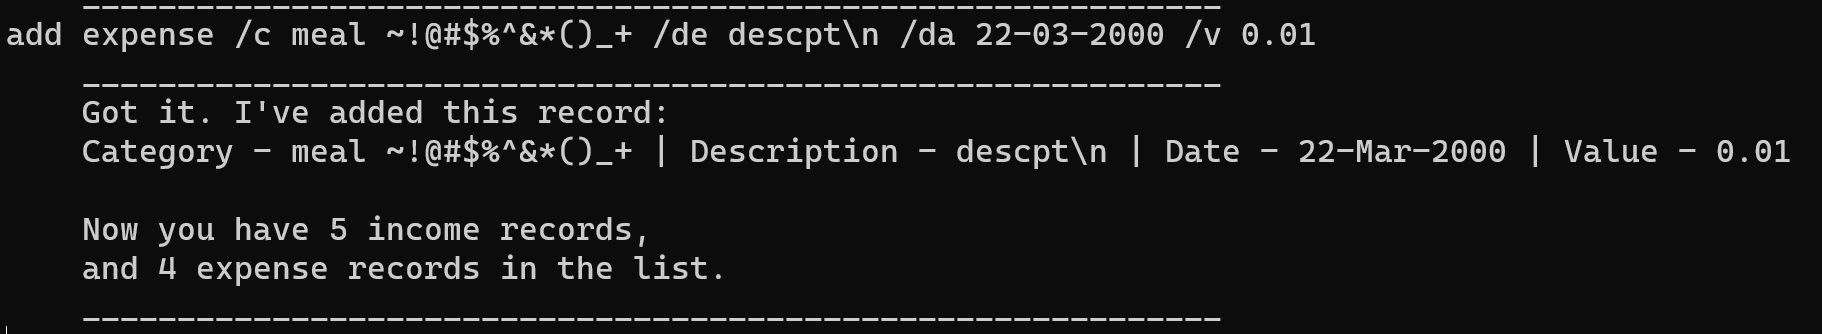 ____________________________________________________________
add expense /c meal ~!@#$%^&*()_+ /de descpt\n /da 22-03-2000 /v 0.01
____________________________________________________________
Got it. I've added this record:
Category - meal ~!@#$%^&*()_+ | Description - descpt\n | Date - 22-Mar-2000 | Value - 0.01
Now you have 5 income records,
and 4 expense records in the list.
____________________________________________________________